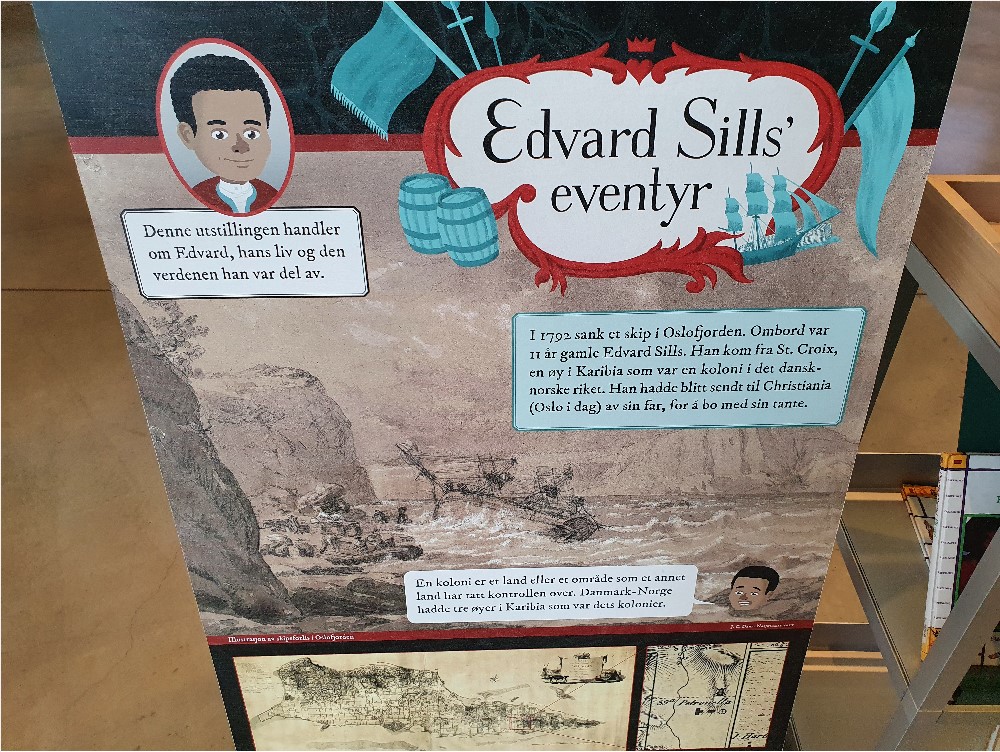 Edvard Sills'
eventyr
Denne utstillingen handler
om Edvard, hans liv og den
verdenen han var del av.
I 1792 sank et skip i Oslofjorden. Ombord var
11 år gamle Edvard Sills. Han kom fra St. Croix,
en øy i Karibia som var en koloni i det dansk-
norske riket. Han hadde blitt sendt til Christiania
(Oslo i dag) av sin far, for å bo med sin tante.
En koloni er et land eller et område som et annet
land har tatt kontrollen over. Danmark-Norge
hadde tre øyer i Karibia som var dets kolonier.
Illustrasjon av skipsforlis i Oslofjorden
Petronella